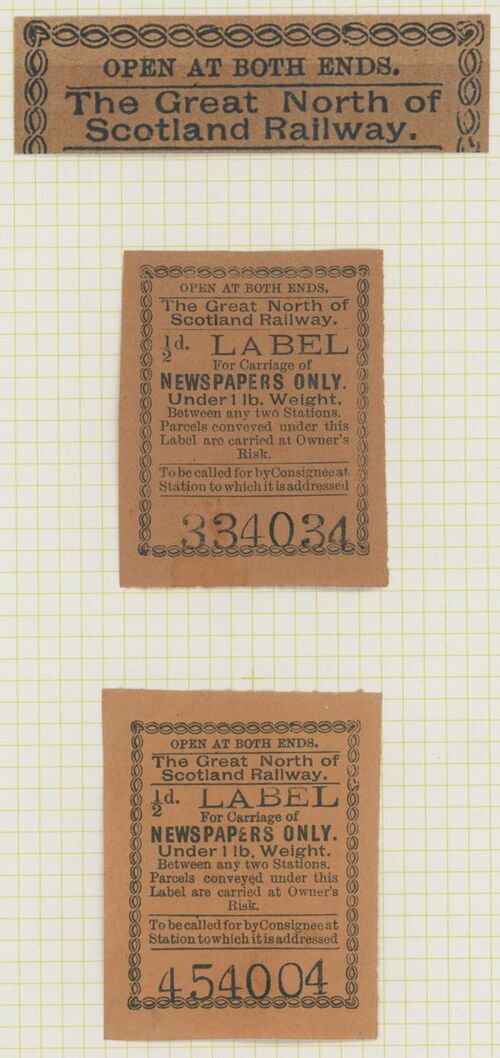 OPEN AT BOTH ENDS.
The Great North of
Scotland Railway.
OPEN AT BOTH ENDS.
The Great North of
Scotland Railway.
½d. LABEL
For Carriage of
NEWSPAPERS ONLY.
Under 1 lb. Weight.
Between any two Stations.
Parcels conveyed under this
Label are carried at Owner's
Risk.
To be called for by Consignee at
Station to which it is addressed
334034
OPEN AT BOTH ENDS.
The Great North of
Scotland Railway.
½d. LABEL
For Carriage of
NEWSPAPERS ONLY.
Under 1 lb, Weight.
Between any two Stations.
Parcels conveyed under this
Label are carried at Owner's
Risk.
To be called for by Consignee at
Station to which it is addressed
454004